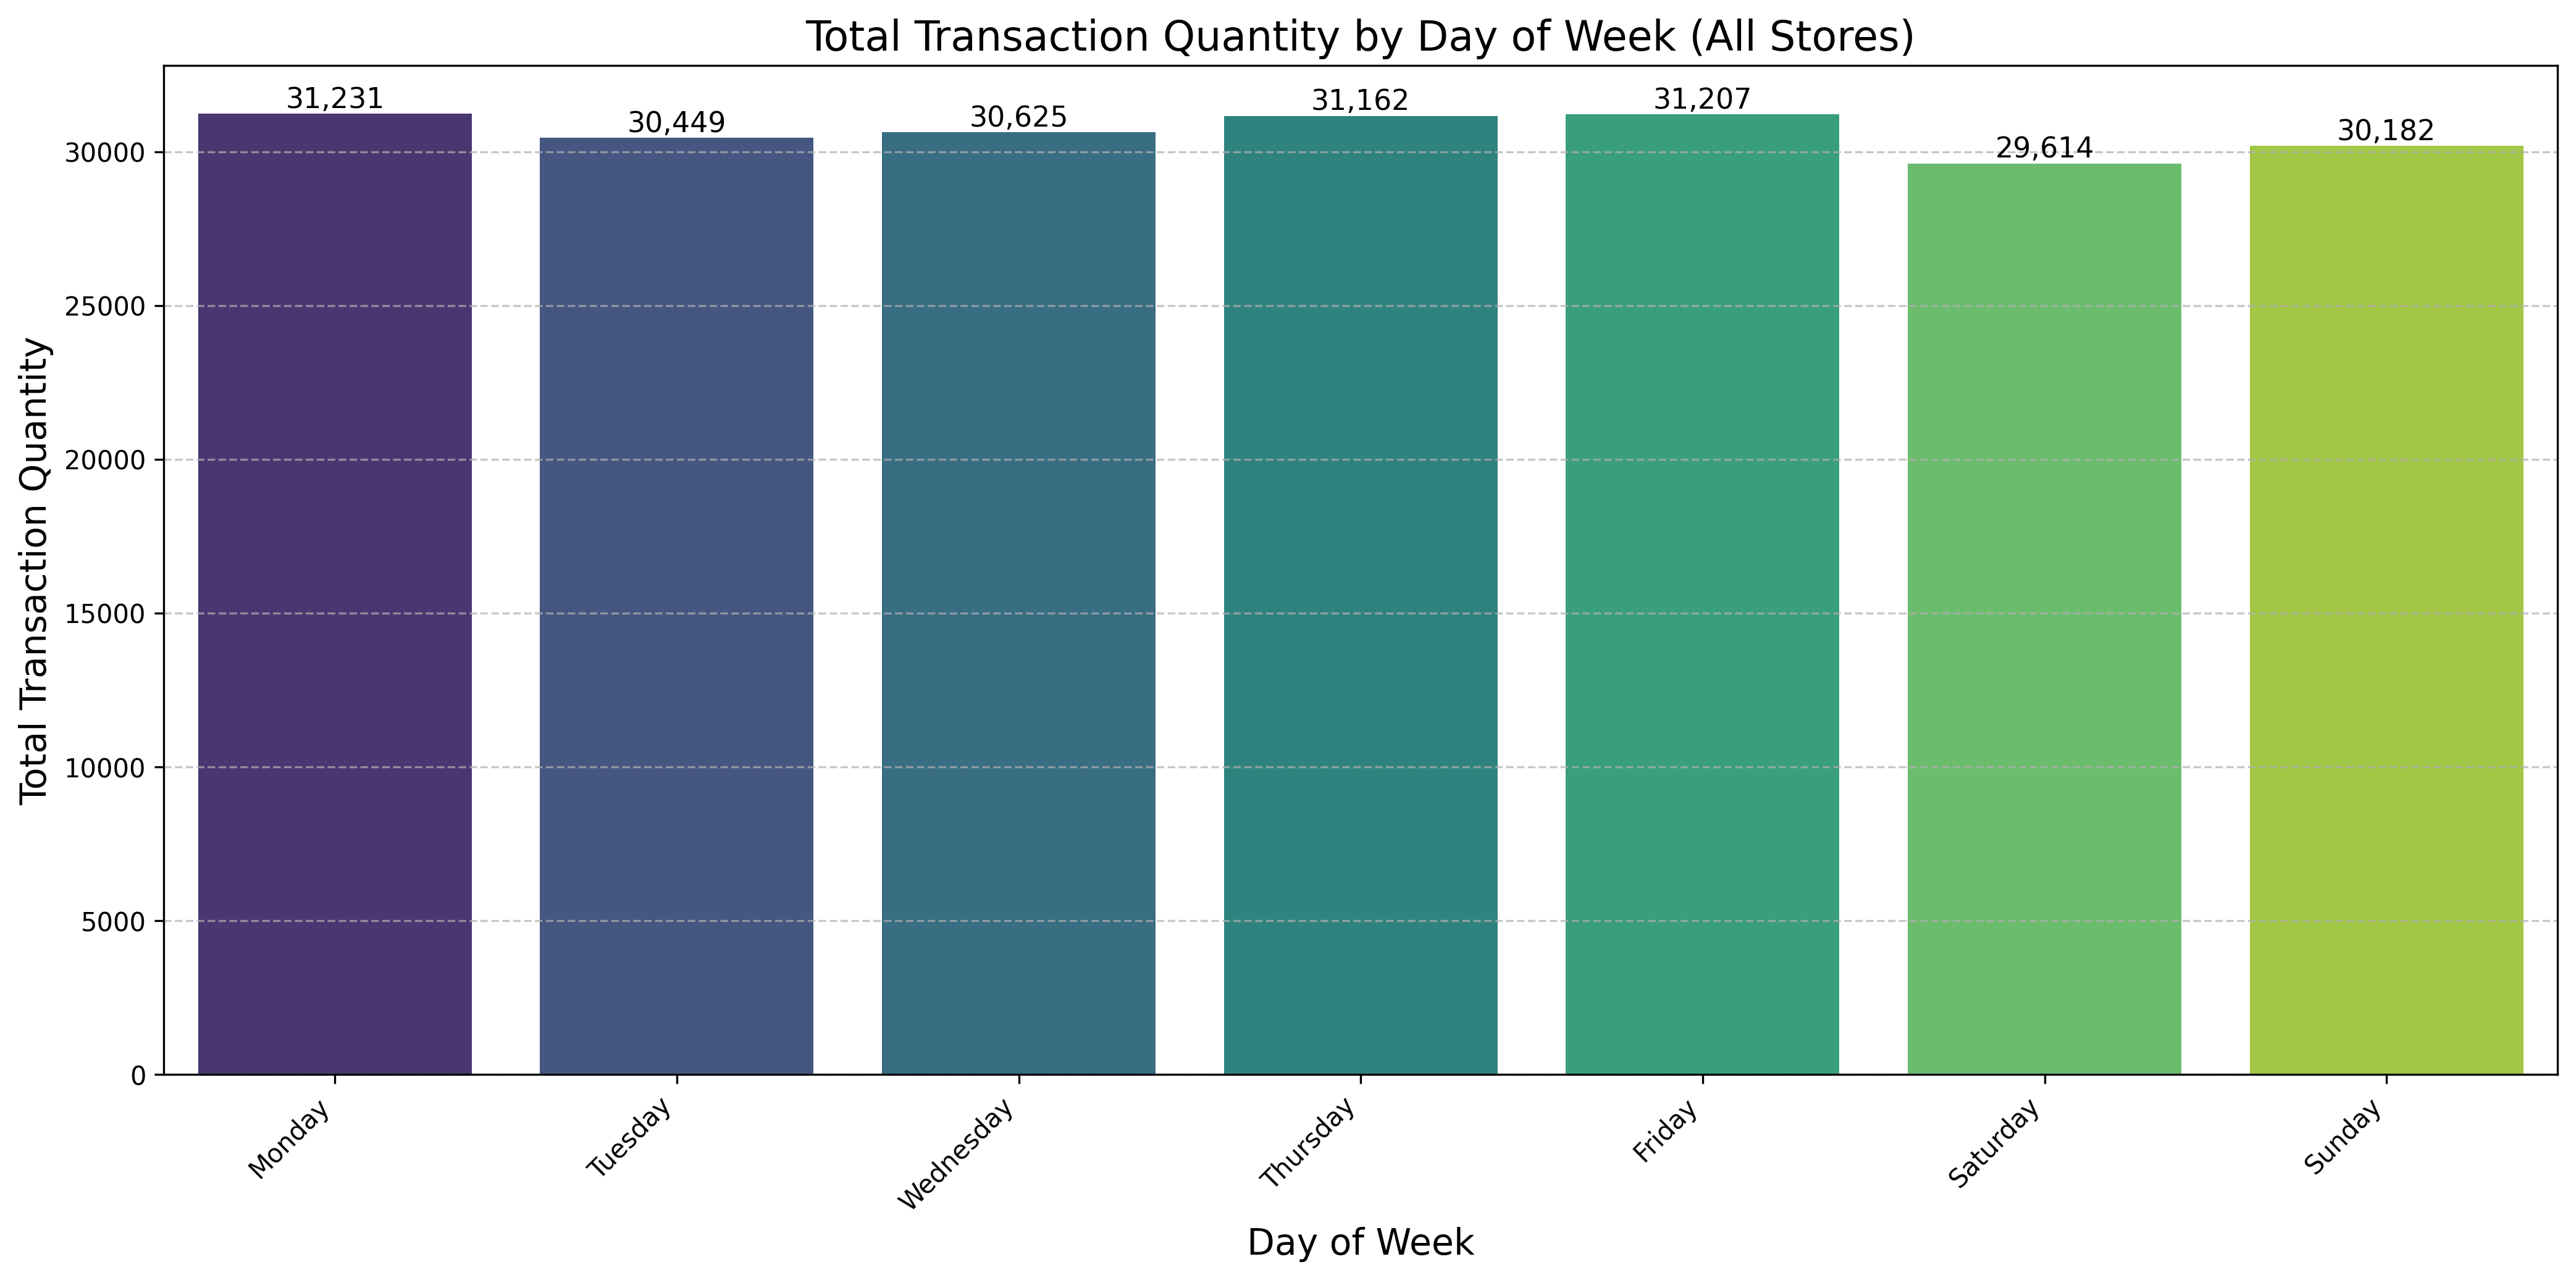 Total Transaction Quantity by Day of Week (All Stores)
31,231
30,449
30,625
31,162
31,207
29,614
30,182
30000
25000
20000
15000
10000
5000
0
Total Transaction Quantity
Monday
Tuesday
Wednesday
Thursday
Friday
Saturday
Sunday
Day of Week